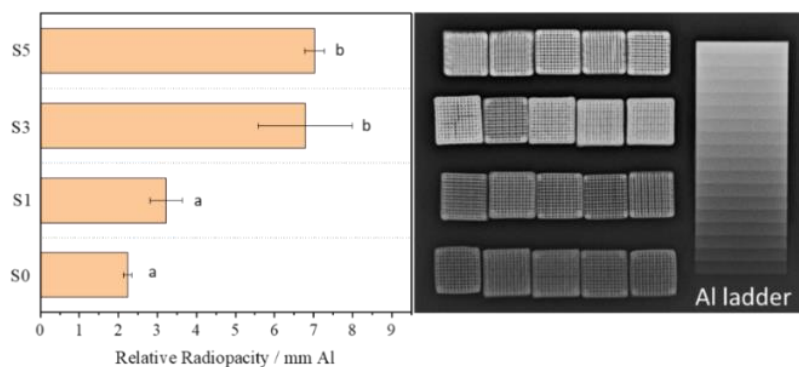 S5
b
S3
b
S1
a
S0
a
0 1 2 3 4 5 6 7 8 9
Relative Radiopacity / mm Al
Al ladder